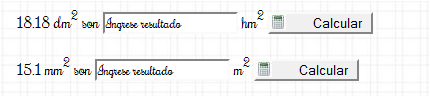 18.18 dm² son Ingrese resultado hm² Calcular
15.1 mm² son Ingrese resultado m² Calcular